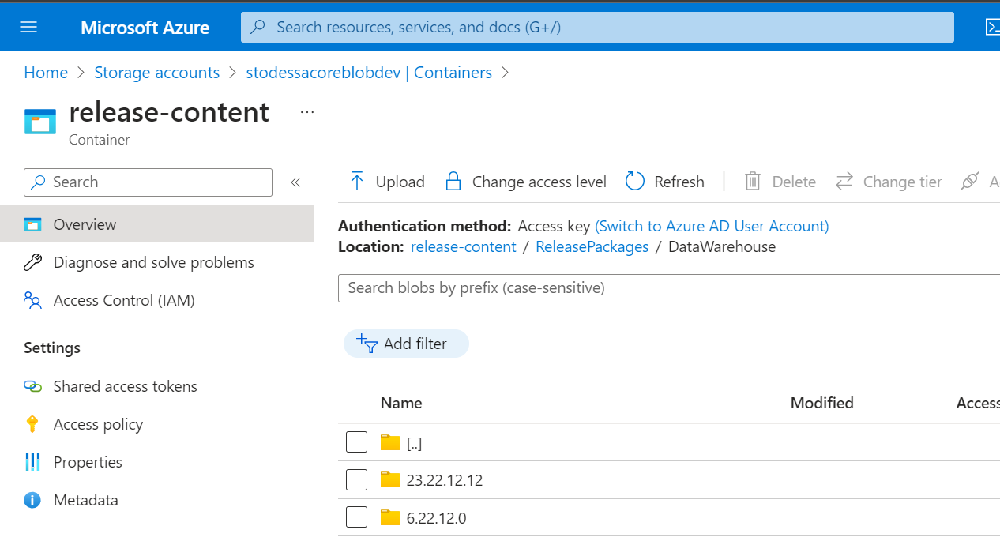 Microsoft Azure
Search resources, services, and docs (G+/)
Home > Storage accounts > stodessacoreblobdev | Containers >
release-content ...
Container
Search «
Upload Change access level Refresh Delete Change tier A
Authentication method: Access key (Switch to Azure AD User Account)
Location: release-content / ReleasePackages / DataWarehouse
Search blobs by prefix (case-sensitive)
Add filter
Name Modified Access
[..]
23.22.12.12
6.22.12.0
Overview
Diagnose and solve problems
Access Control (IAM)
Settings
Shared access tokens
Access policy
Properties
Metadata